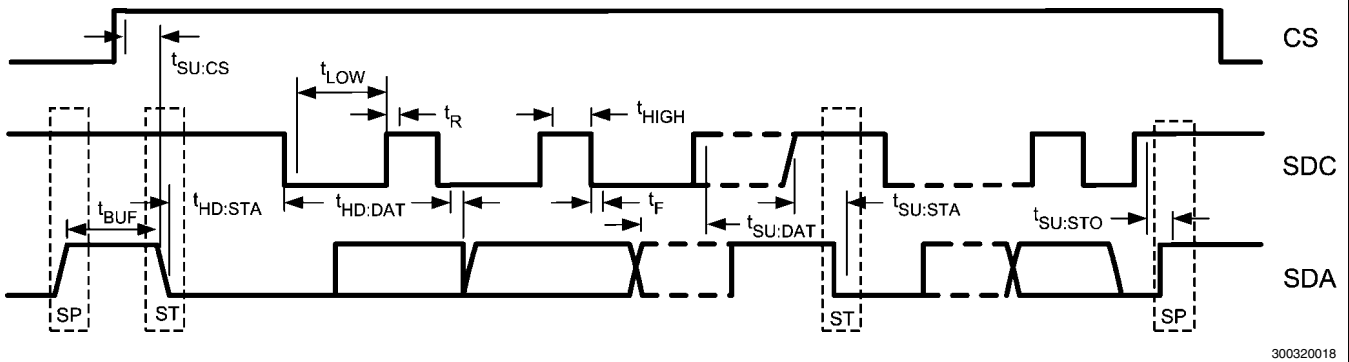 CS
tSU:CS
tLOW
tR
tHIGH
SDC
tBUF
tHD:STA
tHD:DAT
tF
tSU:DAT
tSU:STA
tSU:STO
SDA
SP
ST
ST
SP
300320018